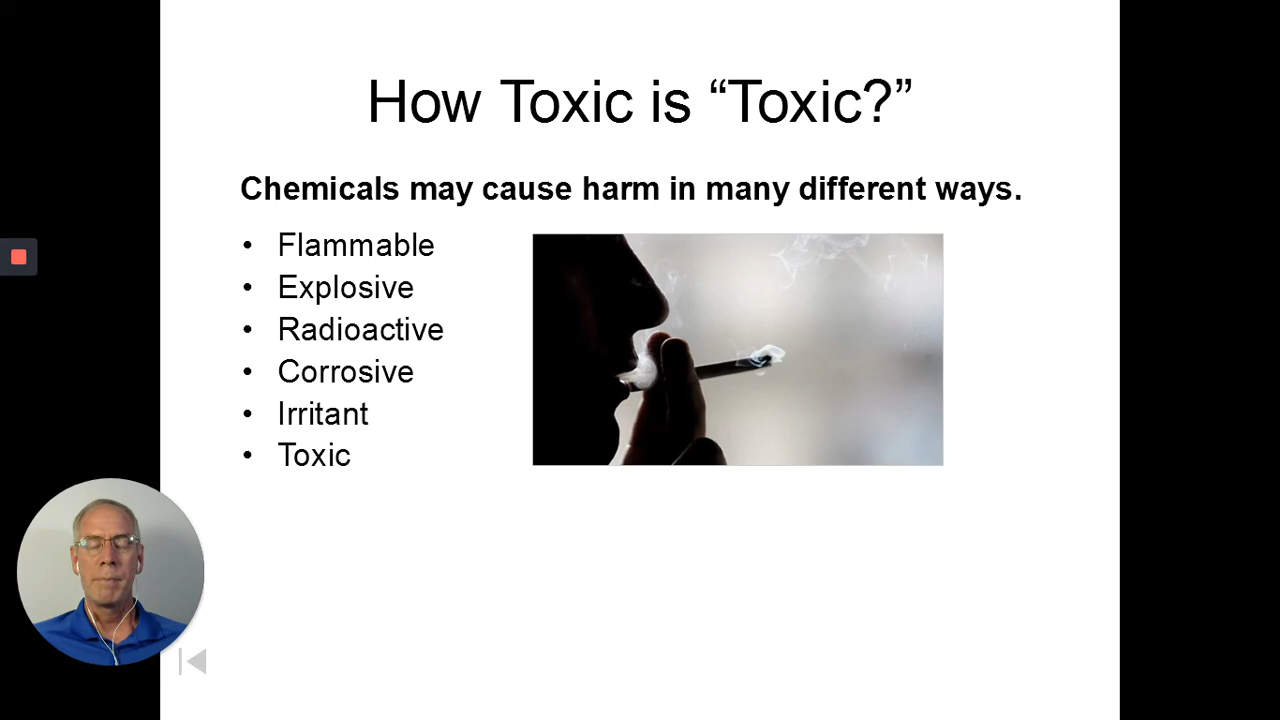 How Toxic is “Toxic?”
Chemicals may cause harm in many different ways.
• Flammable
• Explosive
• Radioactive
• Corrosive
• Irritant
• Toxic